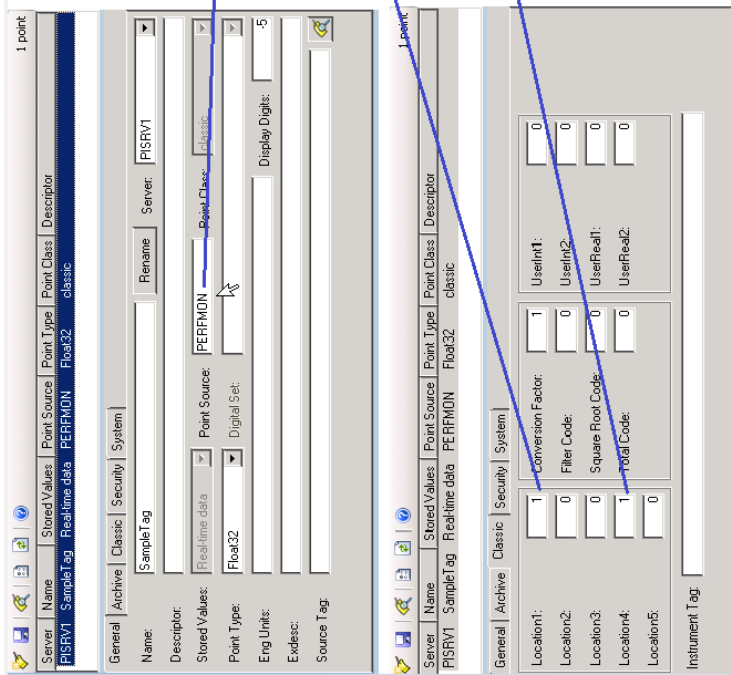 1 point
Server Name Stored Values Point Source Point Type Point Class Descriptor
PISRV1 SampleTag Real-time data PERFMON Float32 classic
General Archive Classic Security System
Name: SampleTag Rename Server: PISRV1
Descriptor:
Stored Values: Real-time data Point Source: PERFMON Point Class: classic
Point Type: Float32 Digital Set:
Eng Units: Display Digits: -5
Exdesc:
Source Tag:
1 point
Server Name Stored Values Point Source Point Type Point Class Descriptor
PISRV1 SampleTag Real-time data PERFMON Float32 classic
General Archive Classic Security System
Location1: 1 Conversion Factor: 1 UserInt1: 0
Location2: 0 Filter Code: 0 UserInt2: 0
Location3: 0 Square Root Code: 0 UserReal1: 0
Location4: 1 Total Code: 0 UserReal2: 0
Location5: 0
Instrument Tag: